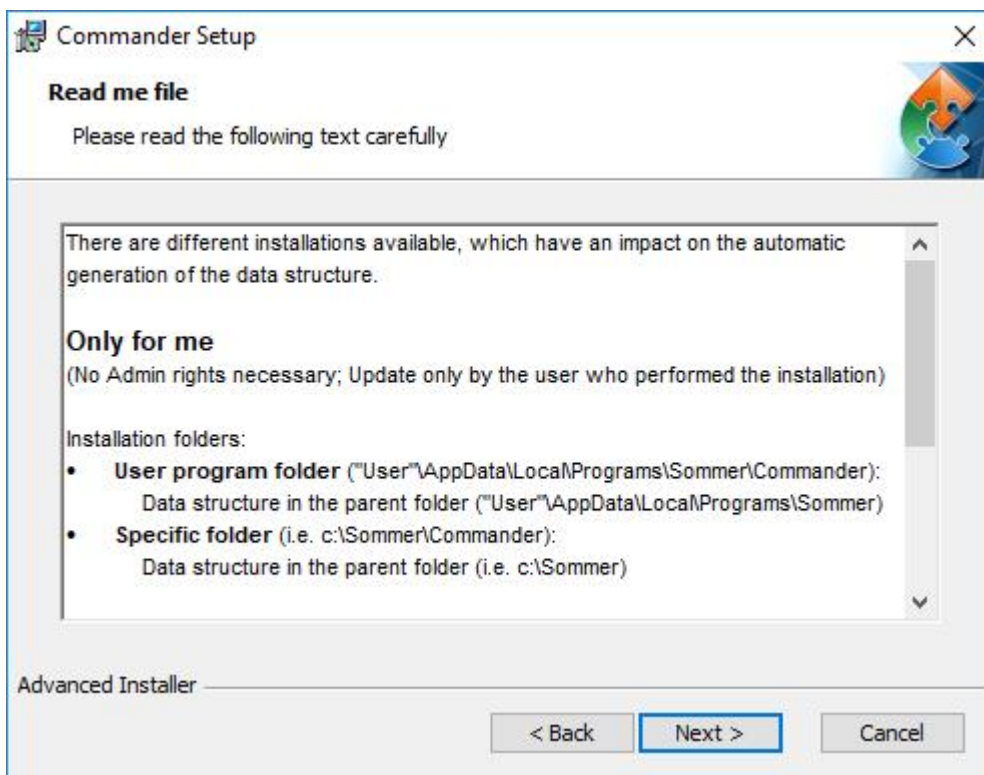 Commander Setup
Read me file
Please read the following text carefully
There are different installations available, which have an impact on the automatic
generation of the data structure.
Only for me
(No Admin rights necessary; Update only by the user who performed the installation)
Installation folders:
• User program folder ("User"\AppData\Local\Programs\Sommer\Commander):
Data structure in the parent folder ("User"\AppData\Local\Programs\Sommer)
• Specific folder (i.e. c:\Sommer\Commander):
Data structure in the parent folder (i.e. c:\Sommer)
Advanced Installer
< Back Next > Cancel